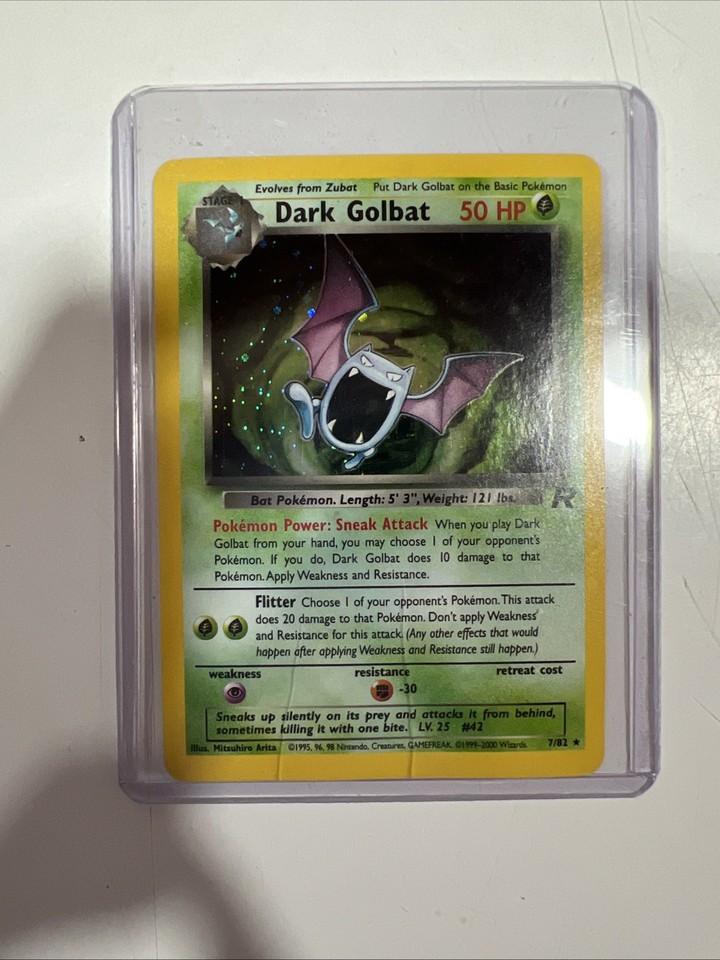 Evolves from Zubat Put Dark Golbat on the Basic Pokémon
STAGE 1
Dark Golbat 50 HP
Bat Pokémon. Length: 5' 3", Weight: 121 lbs.
R
Pokémon Power: Sneak Attack When you play Dark
Golbat from your hand, you may choose 1 of your opponent's
Pokémon. If you do, Dark Golbat does 10 damage to that
Pokémon. Apply Weakness and Resistance.
Flitter Choose 1 of your opponent's Pokémon. This attack
does 20 damage to that Pokémon. Don't apply Weakness
and Resistance for this attack. (Any other effects that would
happen after applying Weakness and Resistance still happen.)
weakness resistance retreat cost
-30
Sneaks up silently on its prey and attacks it from behind,
sometimes killing it with one bite. LV. 25 #42
Illus. Mitsuhiro Arita ©1995, 96, 98 Nintendo, Creatures, GAMEFREAK. ©1999-2000 Wizards. 7/82 ★